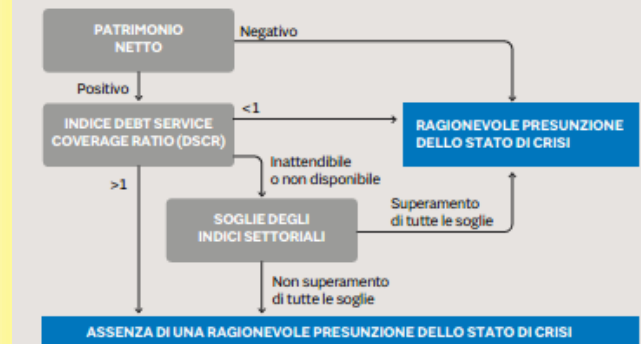 PATRIMONIO
NETTO
Negativo
Positivo
INDICE DEBT SERVICE
COVERAGE RATIO (DSCR)
<1
RAGIONEVOLE PRESUNZIONE
DELLO STATO DI CRISI
>1
Inattendibile
o non disponibile
SOGLIE DEGLI
INDICI SETTORIALI
Superamento
di tutte le soglie
Non superamento
di tutte le soglie
ASSENZA DI UNA RAGIONEVOLE PRESUNZIONE DELLO STATO DI CRISI